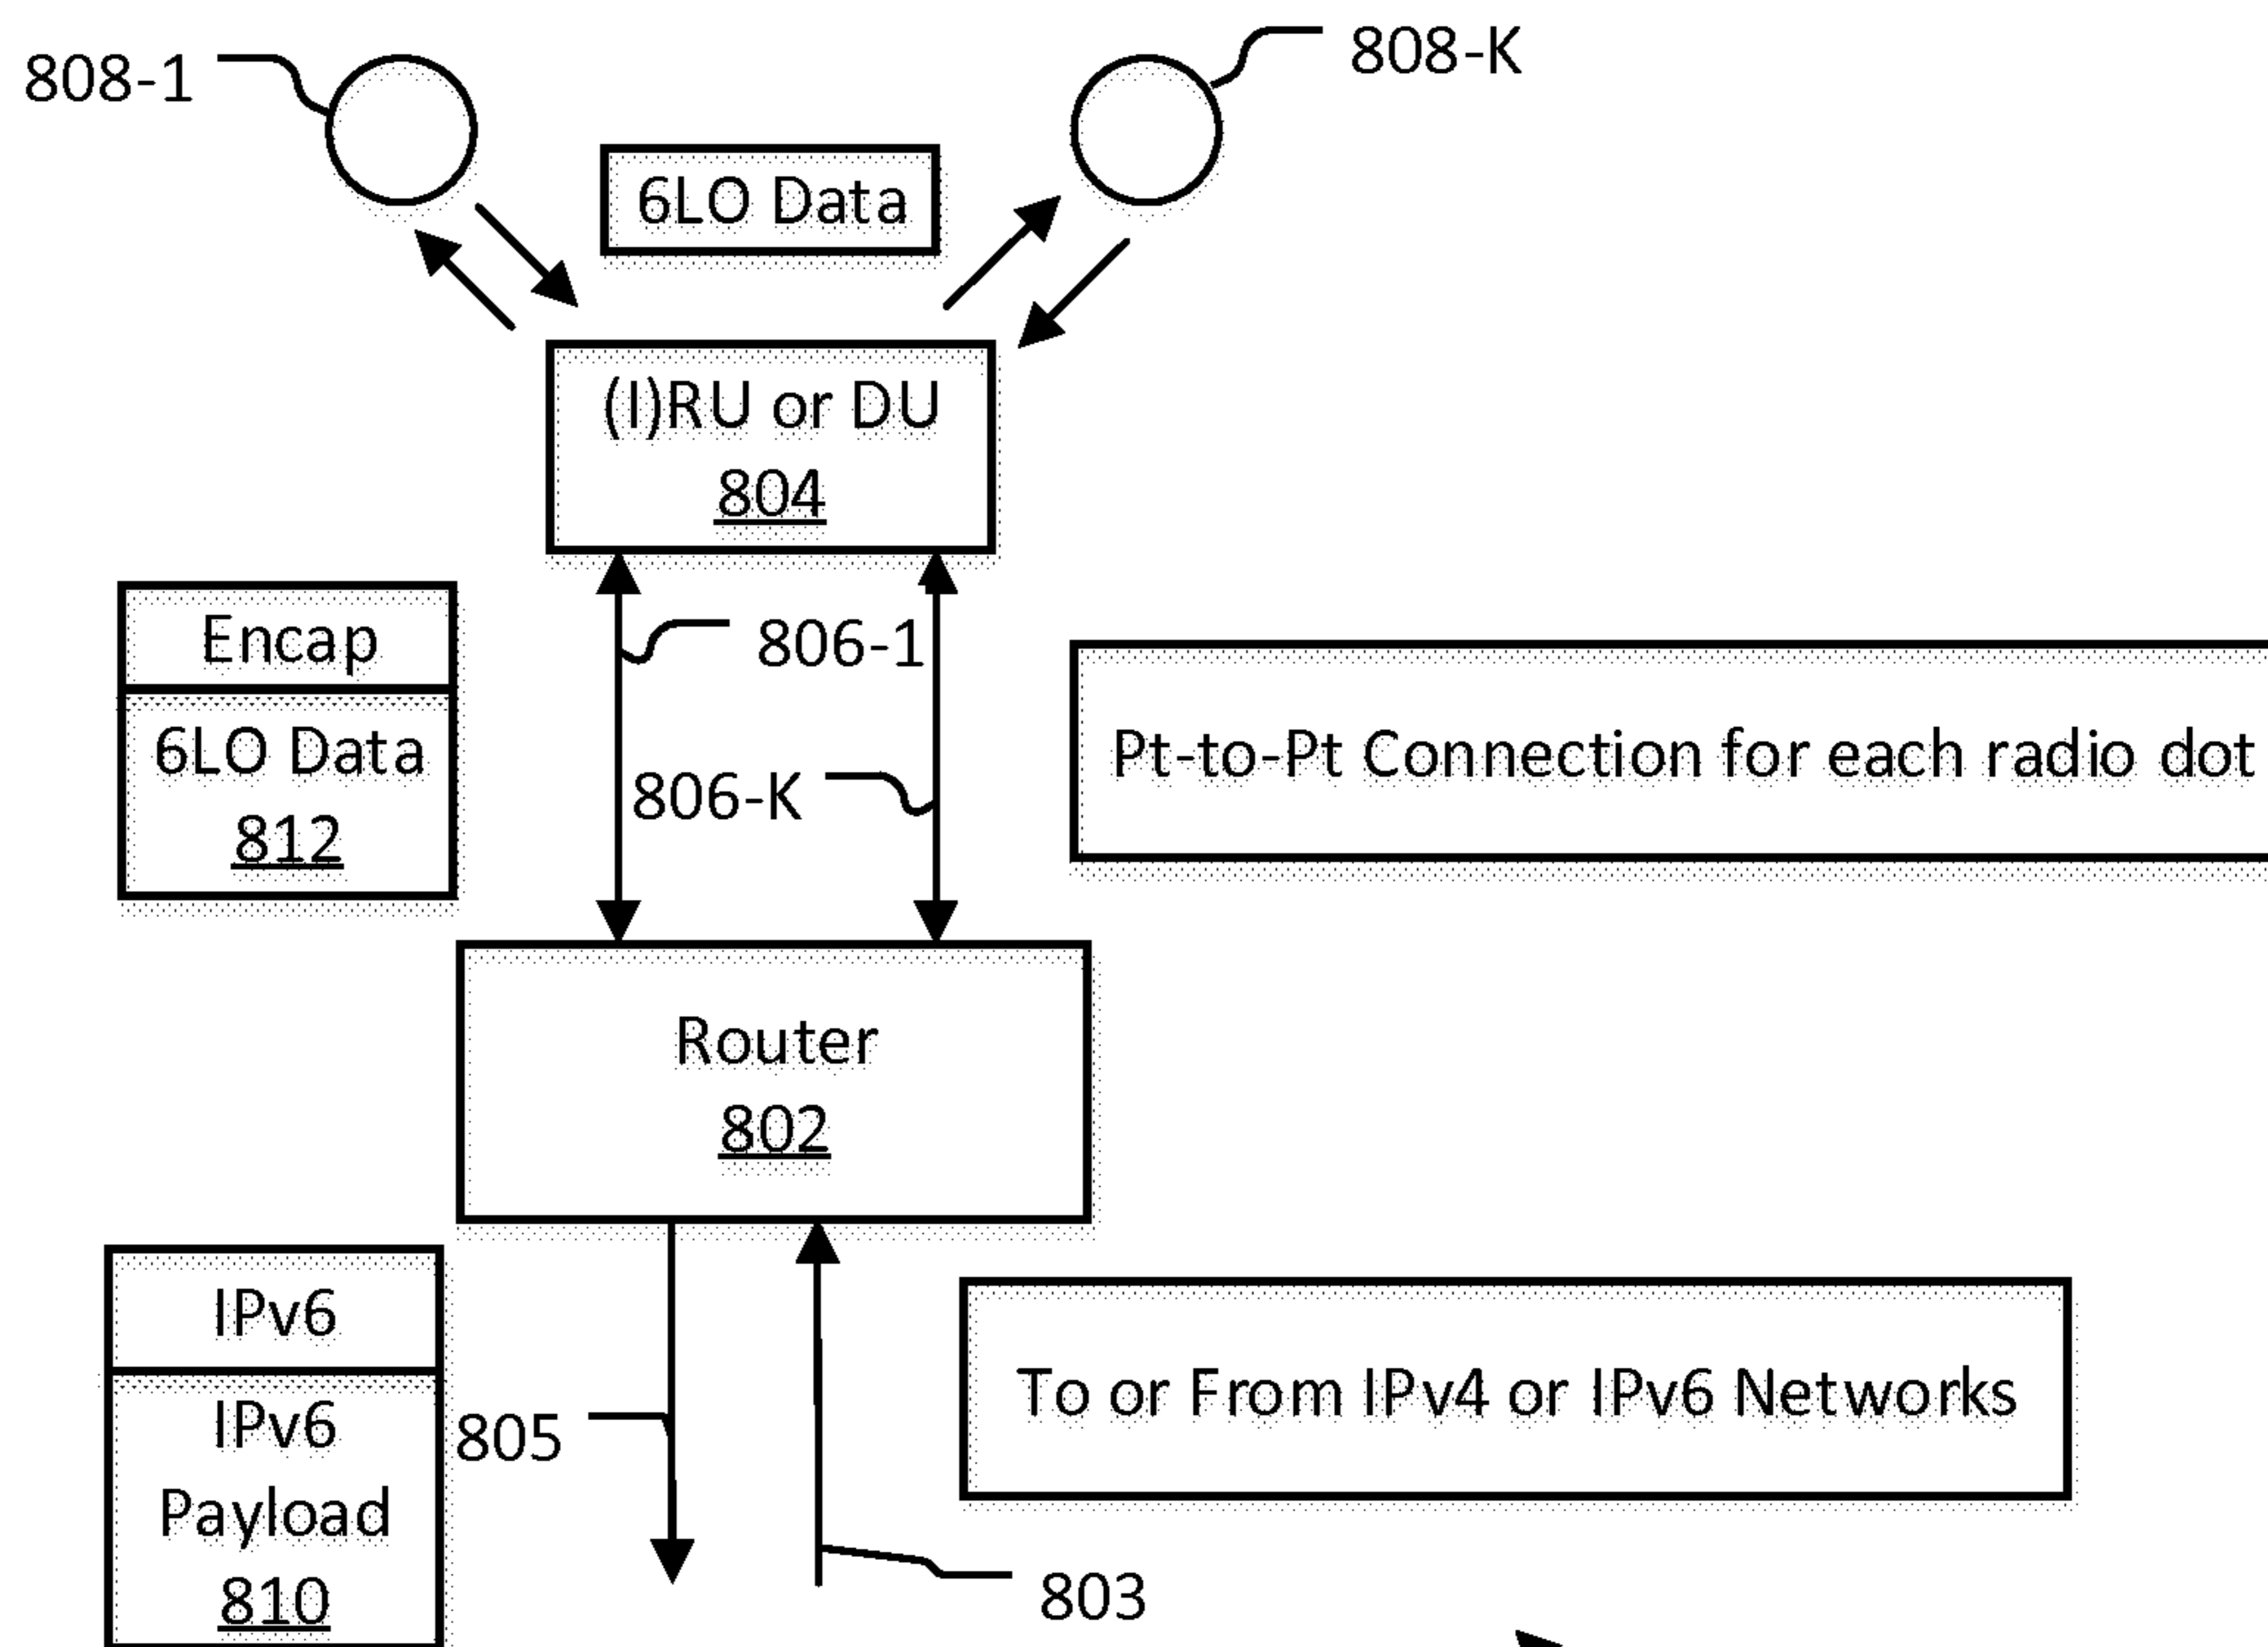 808-1
808-K
6LO Data
(I)RU or DU
804
Encap
6LO Data
812
806-1
806-K
Pt-to-Pt Connection for each radio dot
Router
802
IPv6
IPv6
Payload
810
805
To or From IPv4 or IPv6 Networks
803